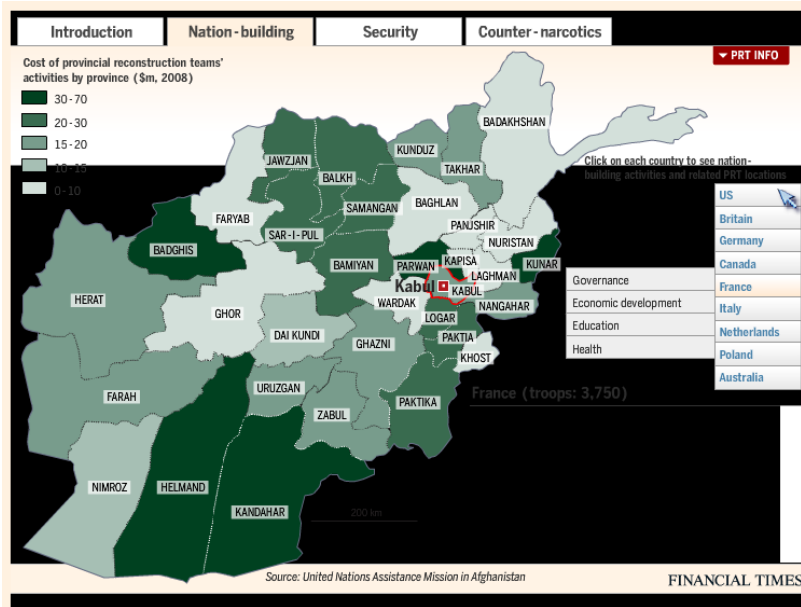 Introduction
Nation-building
Security
Counter-narcotics
Cost of provincial reconstruction teams'
activities by province ($m, 2008)
30-70
20-30
15-20
10-15
0-10
PRT INFO
Click on each country to see nation-
building activities and related PRT locations
US
Britain
Germany
Canada
France
Italy
Netherlands
Poland
Australia
Governance
Economic development
Education
Health
France (troops: 3,750)
BADAKHSHAN
KUNDUZ
TAKHAR
JAWZJAN
BALKH
BAGHLAN
SAMANGAN
FARYAB
PANJSHIR
SAR-I-PUL
NURISTAN
BADGHIS
BAMIYAN
PARWAN
KAPISA
KUNAR
LAGHMAN
Kabul
KABUL
HERAT
WARDAK
NANGAHAR
GHOR
LOGAR
DAI KUNDI
PAKTIA
GHAZNI
KHOST
URUZGAN
FARAH
PAKTIKA
ZABUL
NIMROZ
HELMAND
KANDAHAR
200 km
Source: United Nations Assistance Mission in Afghanistan
FINANCIAL TIMES